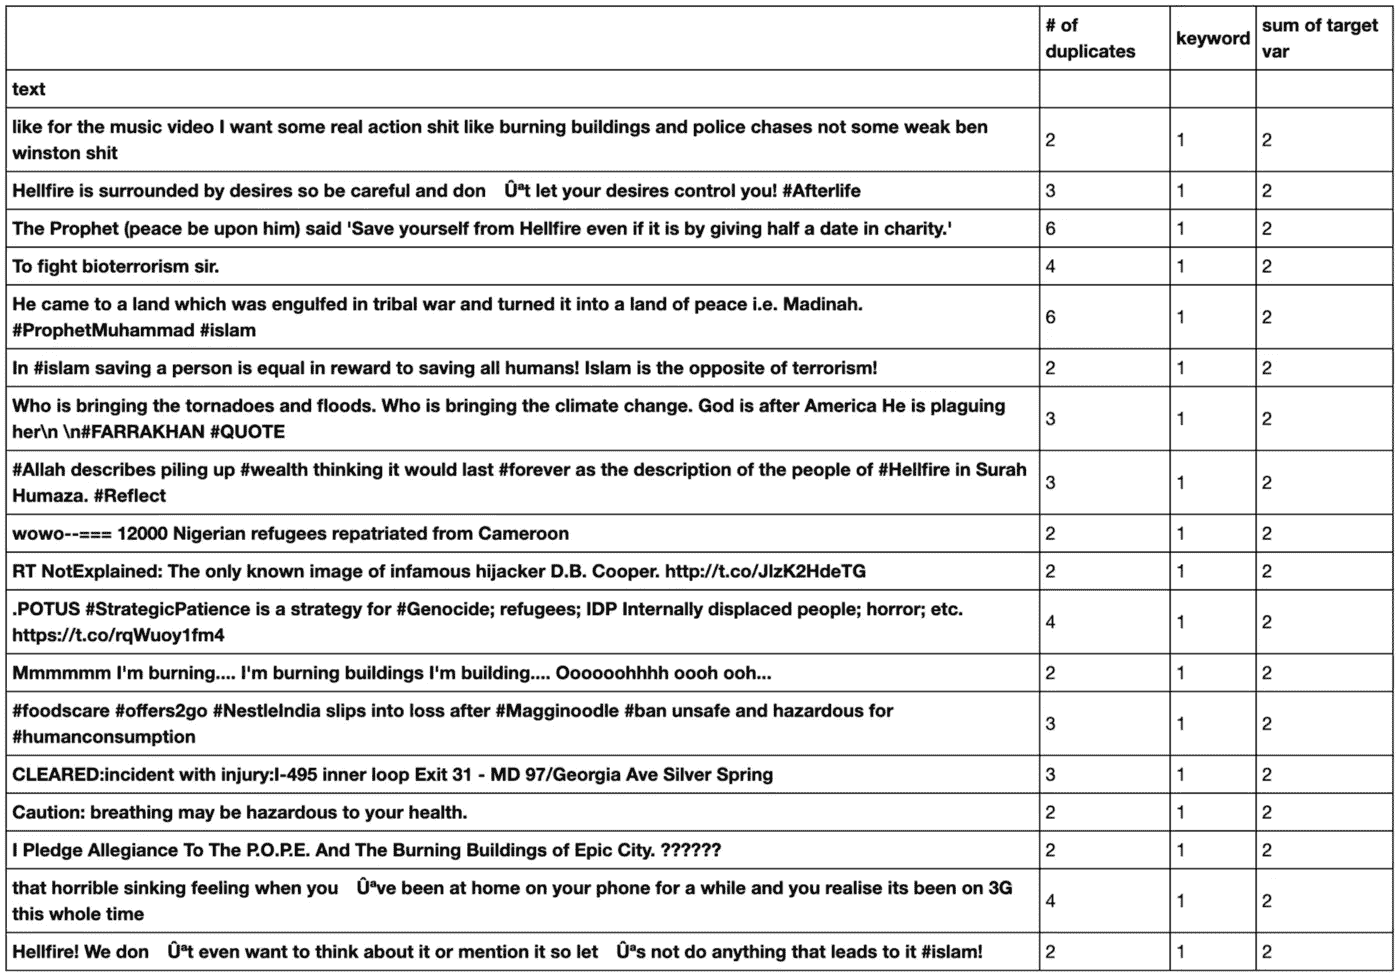 # of duplicates keyword sum of target var
text
like for the music video I want some real action shit like burning buildings and police chases not some weak ben
winston shit 2 1 2
Hellfire is surrounded by desires so be careful and don Ûªt let your desires control you! #Afterlife 3 1 2
The Prophet (peace be upon him) said 'Save yourself from Hellfire even if it is by giving half a date in charity.' 6 1 2
To fight bioterrorism sir. 4 1 2
He came to a land which was engulfed in tribal war and turned it into a land of peace i.e. Madinah.
#ProphetMuhammad #islam 6 1 2
In #islam saving a person is equal in reward to saving all humans! Islam is the opposite of terrorism! 2 1 2
Who is bringing the tornadoes and floods. Who is bringing the climate change. God is after America He is plaguing
her\n \n#FARRAKHAN #QUOTE 3 1 2
#Allah describes piling up #wealth thinking it would last #forever as the description of the people of #Hellfire in Surah
Humaza. #Reflect 3 1 2
wowo--=== 12000 Nigerian refugees repatriated from Cameroon 2 1 2
RT NotExplained: The only known image of infamous hijacker D.B. Cooper. http://t.co/JlzK2HdeTG 2 1 2
.POTUS #StrategicPatience is a strategy for #Genocide; refugees; IDP Internally displaced people; horror; etc.
https://t.co/rqWuoy1fm4 4 1 2
Mmmmmm I'm burning.... I'm burning buildings I'm building.... Oooooohhhh oooh ooh... 2 1 2
#foodscare #offers2go #NestleIndia slips into loss after #Magginoodle #ban unsafe and hazardous for
#humanconsumption 3 1 2
CLEARED:incident with injury:I-495 inner loop Exit 31 - MD 97/Georgia Ave Silver Spring 3 1 2
Caution: breathing may be hazardous to your health. 2 1 2
I Pledge Allegiance To The P.O.P.E. And The Burning Buildings of Epic City. ?????? 2 1 2
that horrible sinking feeling when you Ûªve been at home on your phone for a while and you realise its been on 3G
this whole time 4 1 2
Hellfire! We don Ûªt even want to think about it or mention it so let Ûªs not do anything that leads to it #islam! 2 1 2